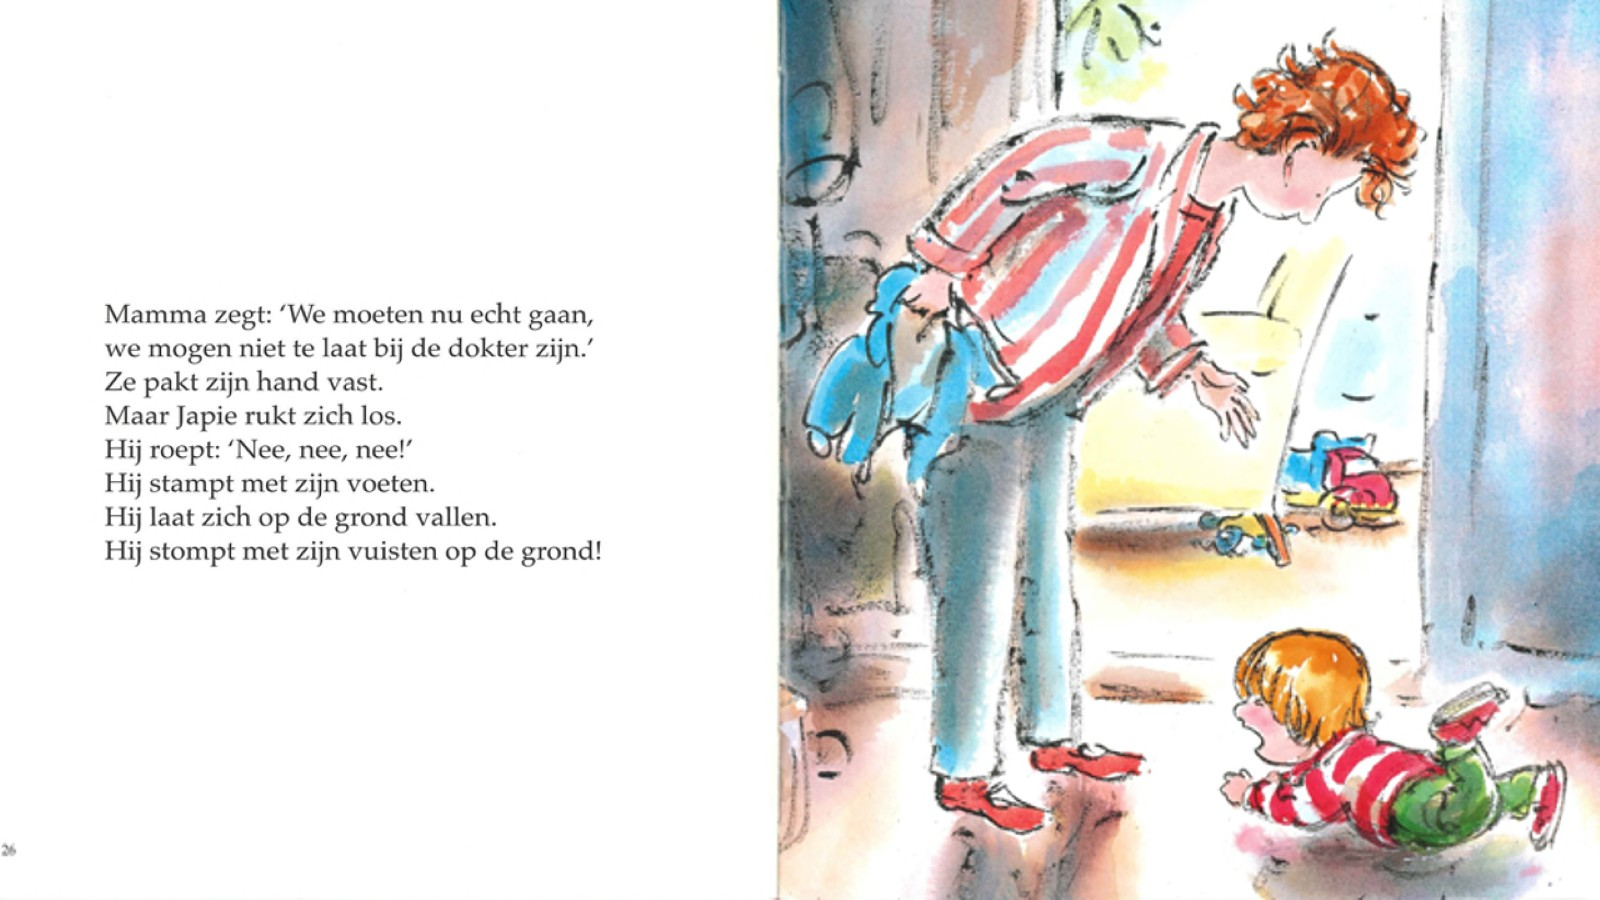 Mamma zegt: ‘We moeten nu echt gaan,
we mogen niet te laat bij de dokter zijn.’
Ze pakt zijn hand vast.
Maar Japie rukt zich los.
Hij roept: ‘Nee, nee, nee!’
Hij stampt met zijn voeten.
Hij laat zich op de grond vallen.
Hij stompt met zijn vuisten op de grond!
26